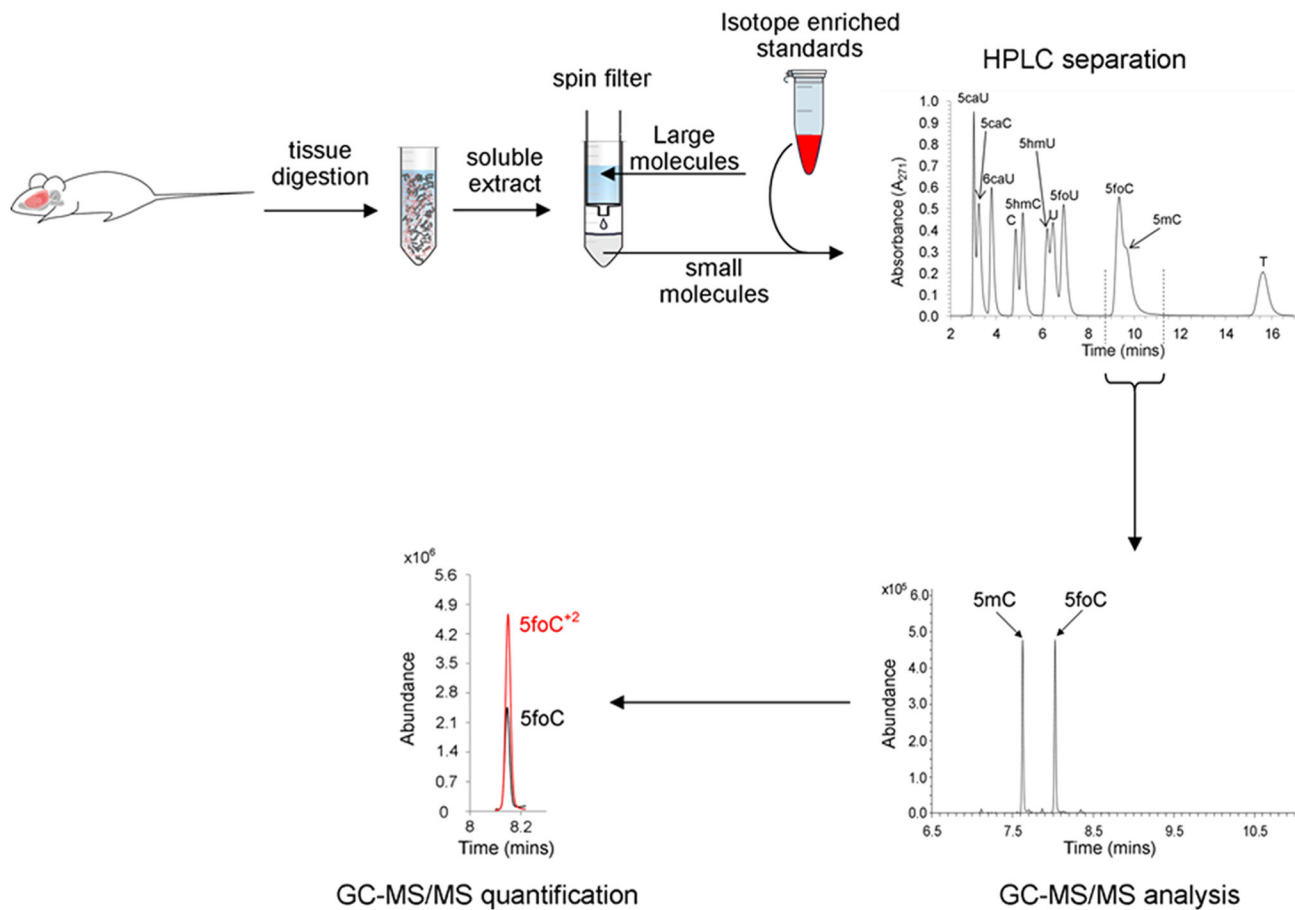 Isotope enriched
standards
HPLC separation
spin filter
tissue
digestion
soluble
extract
Large
molecules
small
molecules
5caU
5caC
6caU
C
5hmC
5hmU
U
5foU
5foC
5mC
T
Absorbance (A271)
1.0
0.9
0.8
0.7
0.6
0.5
0.4
0.3
0.2
0.1
0.0
2 4 6 8 10 12 14 16
Time (mins)
x10⁶
5.6
4.9
4.2
3.5
2.8
2.1
1.4
0.7
0
Abundance
5foC⁺²
5foC
8 8.2
Time (mins)
GC-MS/MS quantification
x10⁵
6.0
5.0
4.0
3.0
2.0
1.0
0.0
Abundance
5mC
5foC
6.5 7.5 8.5 9.5 10.5
Time (mins)
GC-MS/MS analysis